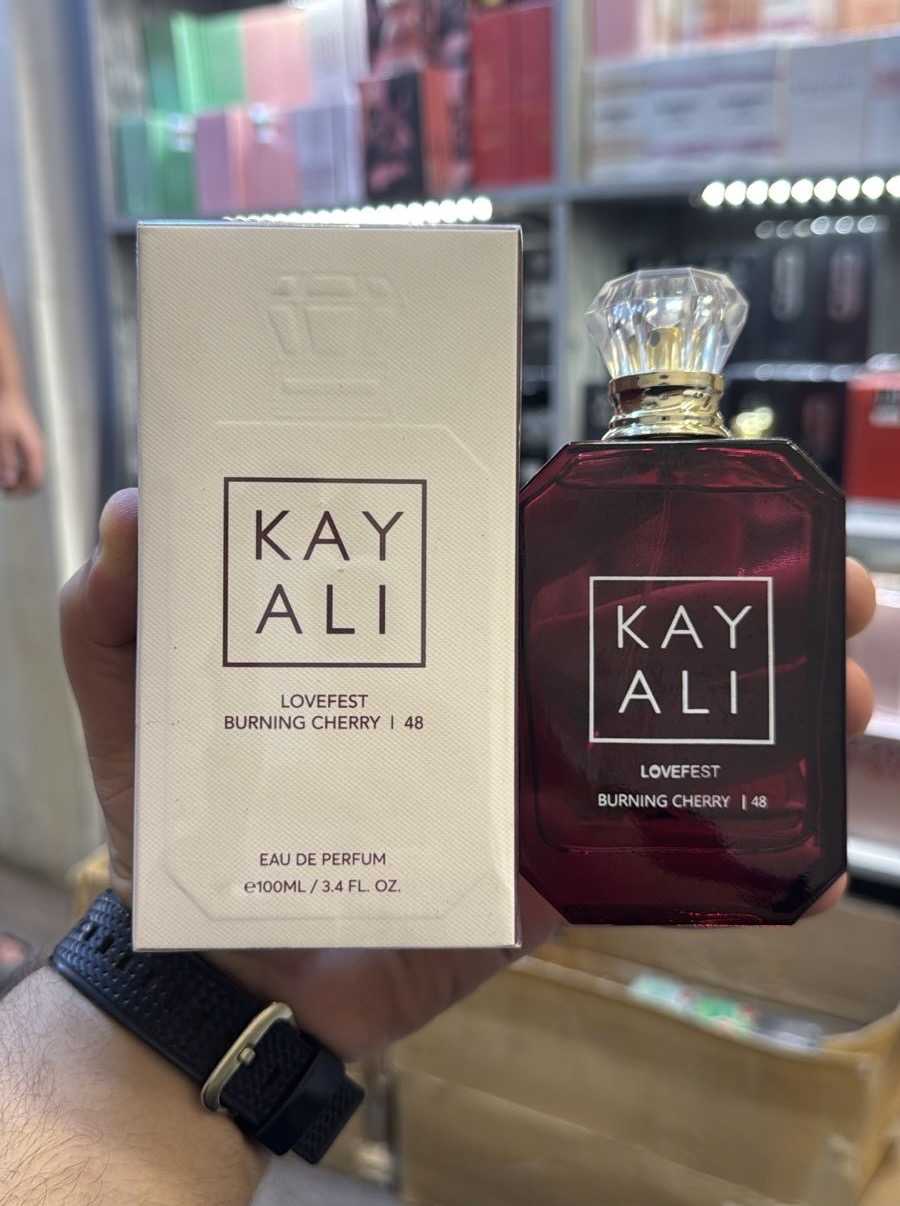 KAY
ALI
LOVEFEST
BURNING CHERRY | 48
EAU DE PERFUM
℮100ML / 3.4 FL. OZ.
KAY
ALI
LOVEFEST
BURNING CHERRY | 48